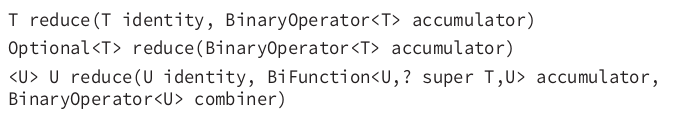 T reduce(T identity, BinaryOperator<T> accumulator)
Optional<T> reduce(BinaryOperator<T> accumulator)
<U> U reduce(U identity, BiFunction<U,? super T,U> accumulator,
BinaryOperator<U> combiner)